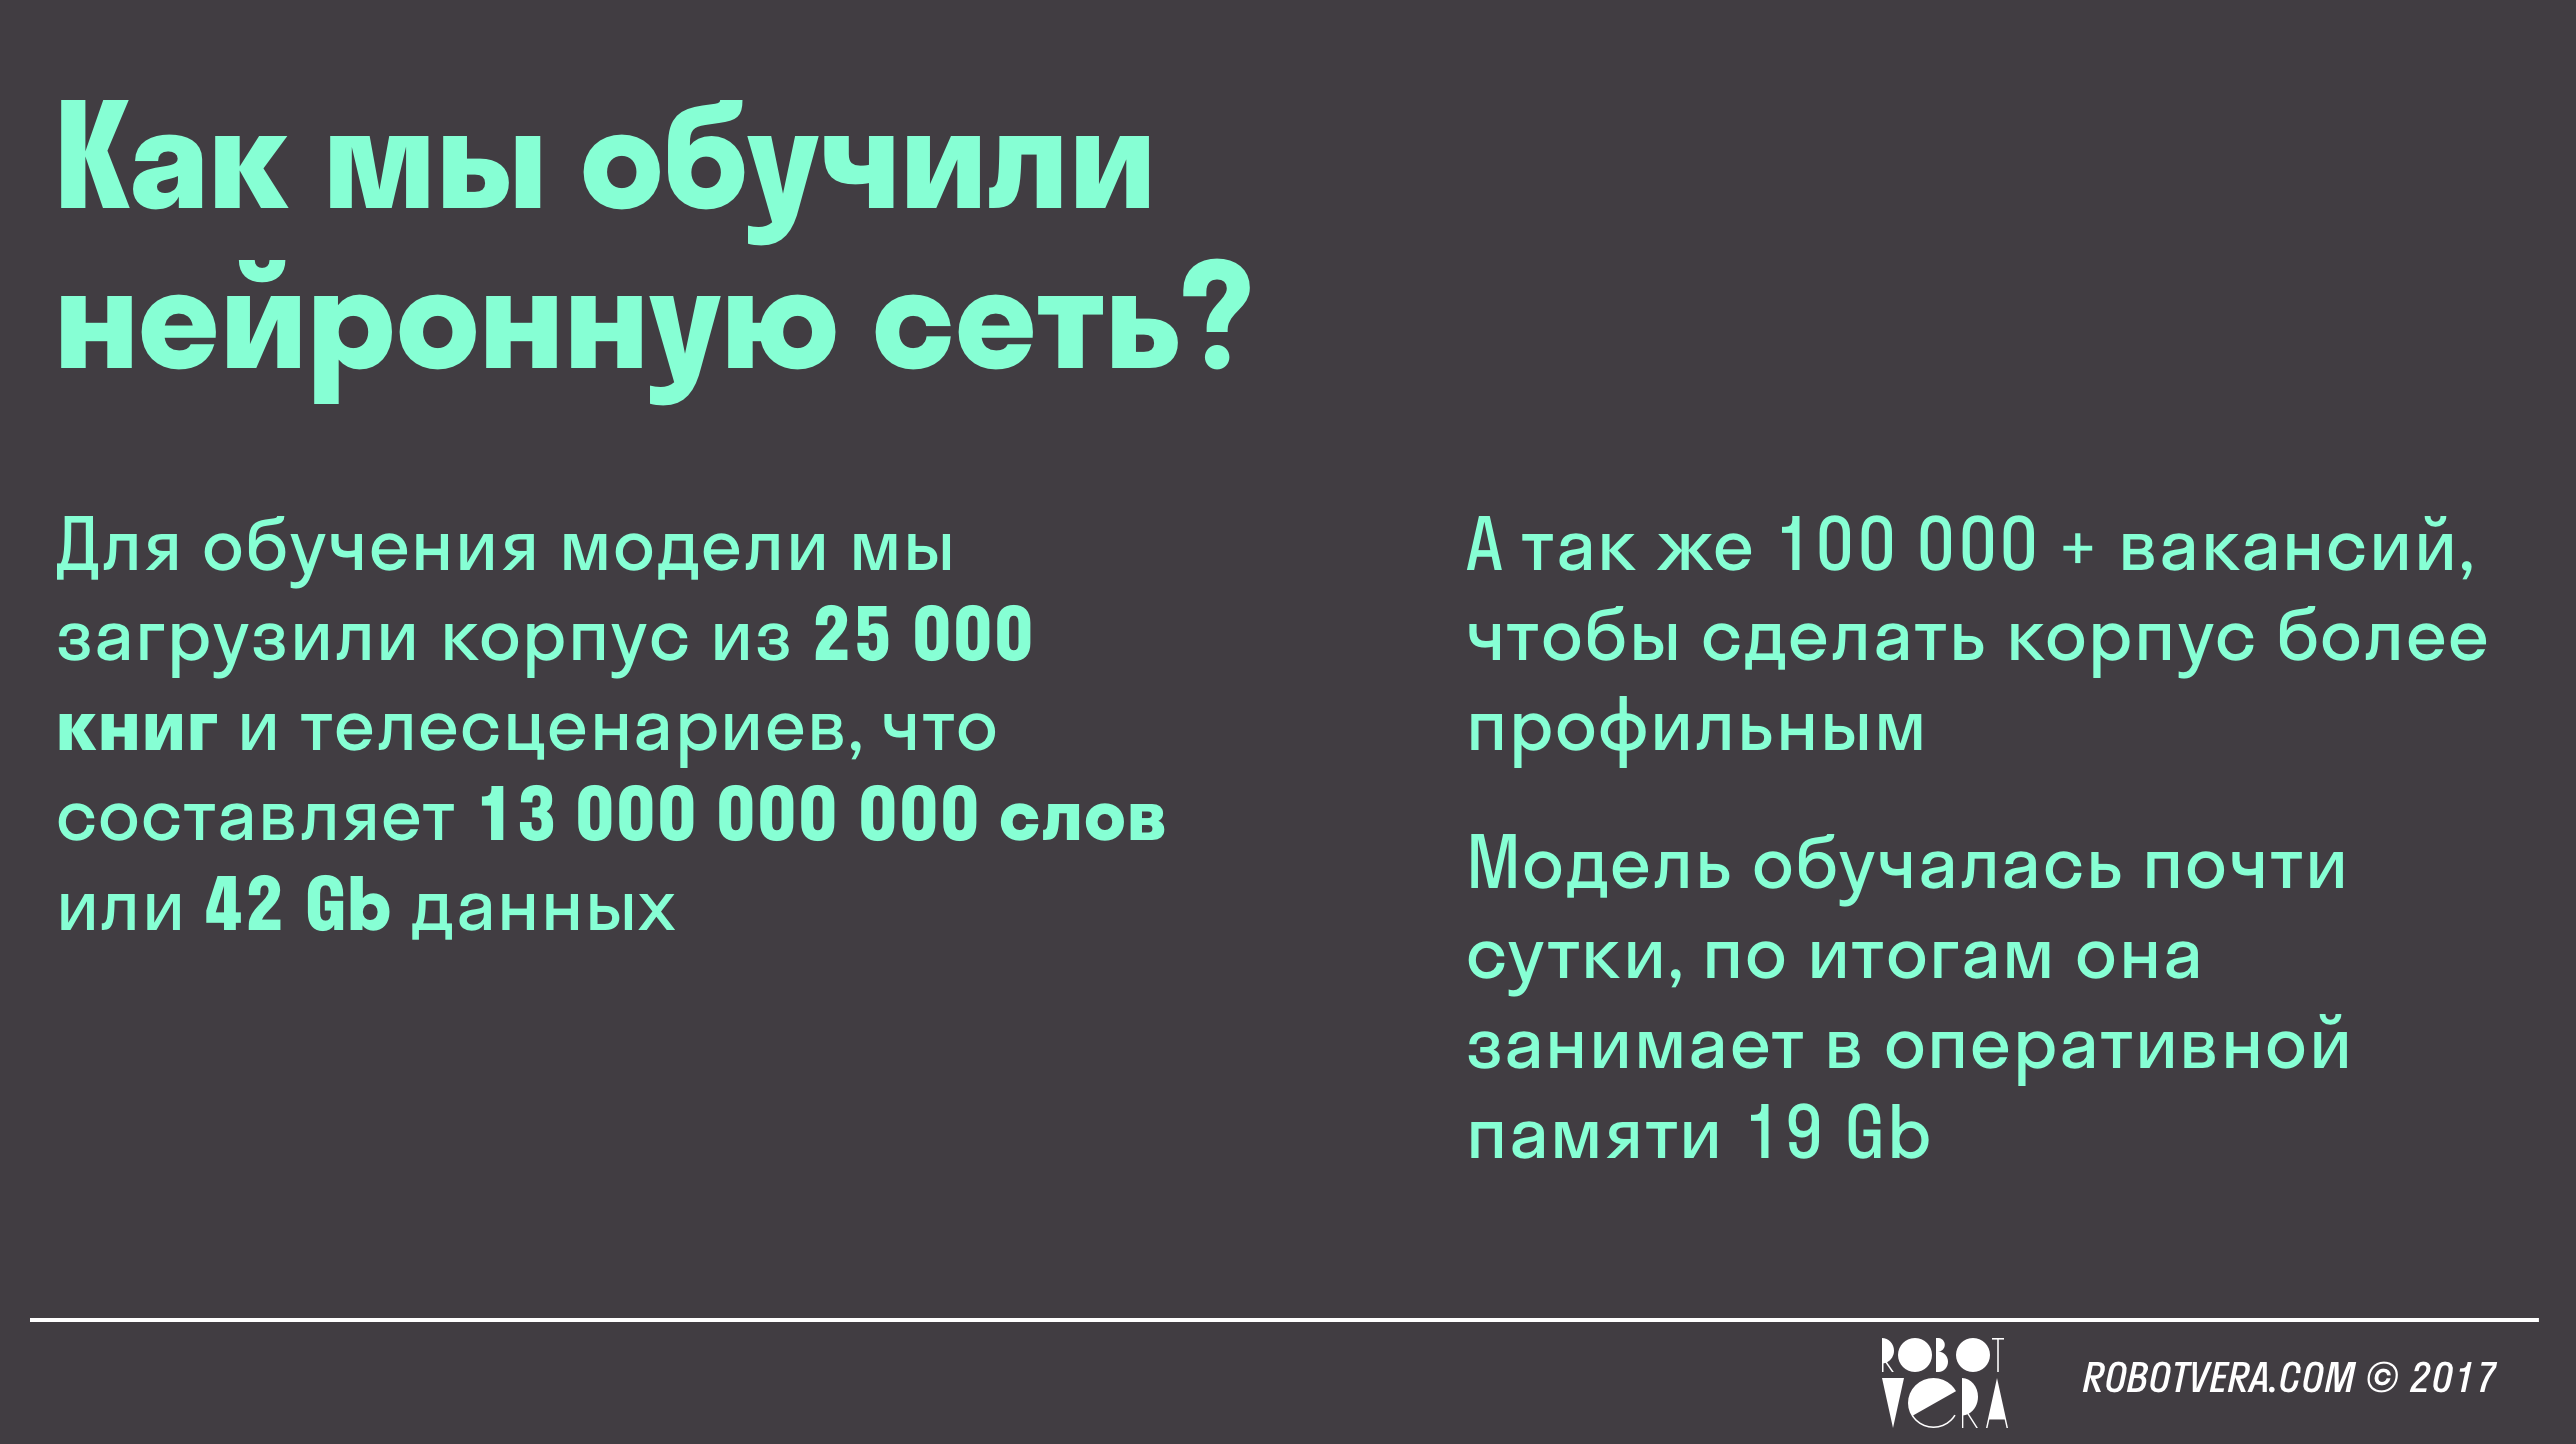 Как мы обучили
нейронную сеть?
Для обучения модели мы
загрузили корпус из 25 000
книг и телесценариев, что
составляет 13 000 000 000 слов
или 42 Gb данных
А так же 100 000 + вакансий,
чтобы сделать корпус более
профильным
Модель обучалась почти
сутки, по итогам она
занимает в оперативной
памяти 19 Gb
ROBOT
VERA
ROBOTVERA.COM © 2017